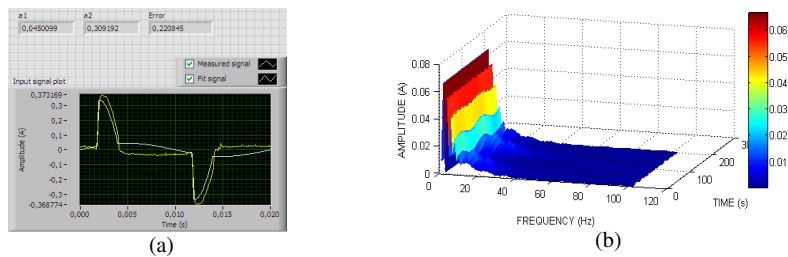 a1 a2 Error
0,0450099 0,309192 0,220845
Measured signal
Fit signal
Input signal plot
0,373169-
0,3-
0,2-
0,1-
0-
-0,1-
-0,2-
-0,3-
-0,368774-
Amplitude (A)
0,000 0,005 0,010 0,015 0,020
Time (s)
(a)
0.08
0.06
0.04
0.02
0
AMPLITUDE (A)
0 20 40 60 80 100 120
FREQUENCY (Hz)
0 100 200 30
TIME (s)
0.06
0.05
0.04
0.03
0.02
0.01
(b)